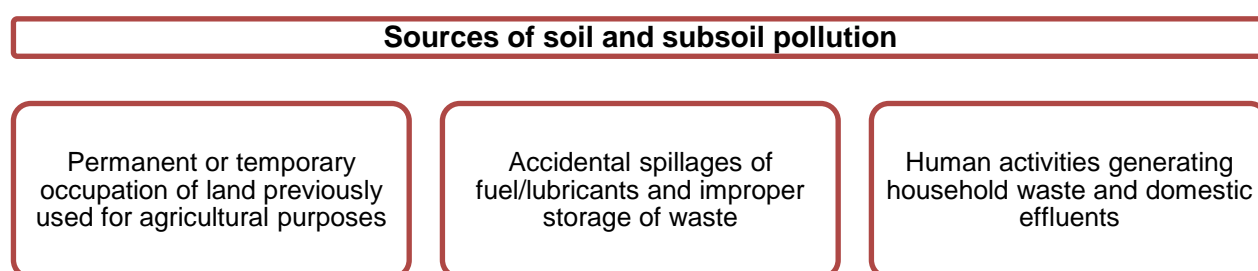 Sources of soil and subsoil pollution
Permanent or temporary
occupation of land previously
used for agricultural purposes
Accidental spillages of
fuel/lubricants and improper
storage of waste
Human activities generating
household waste and domestic
effluents